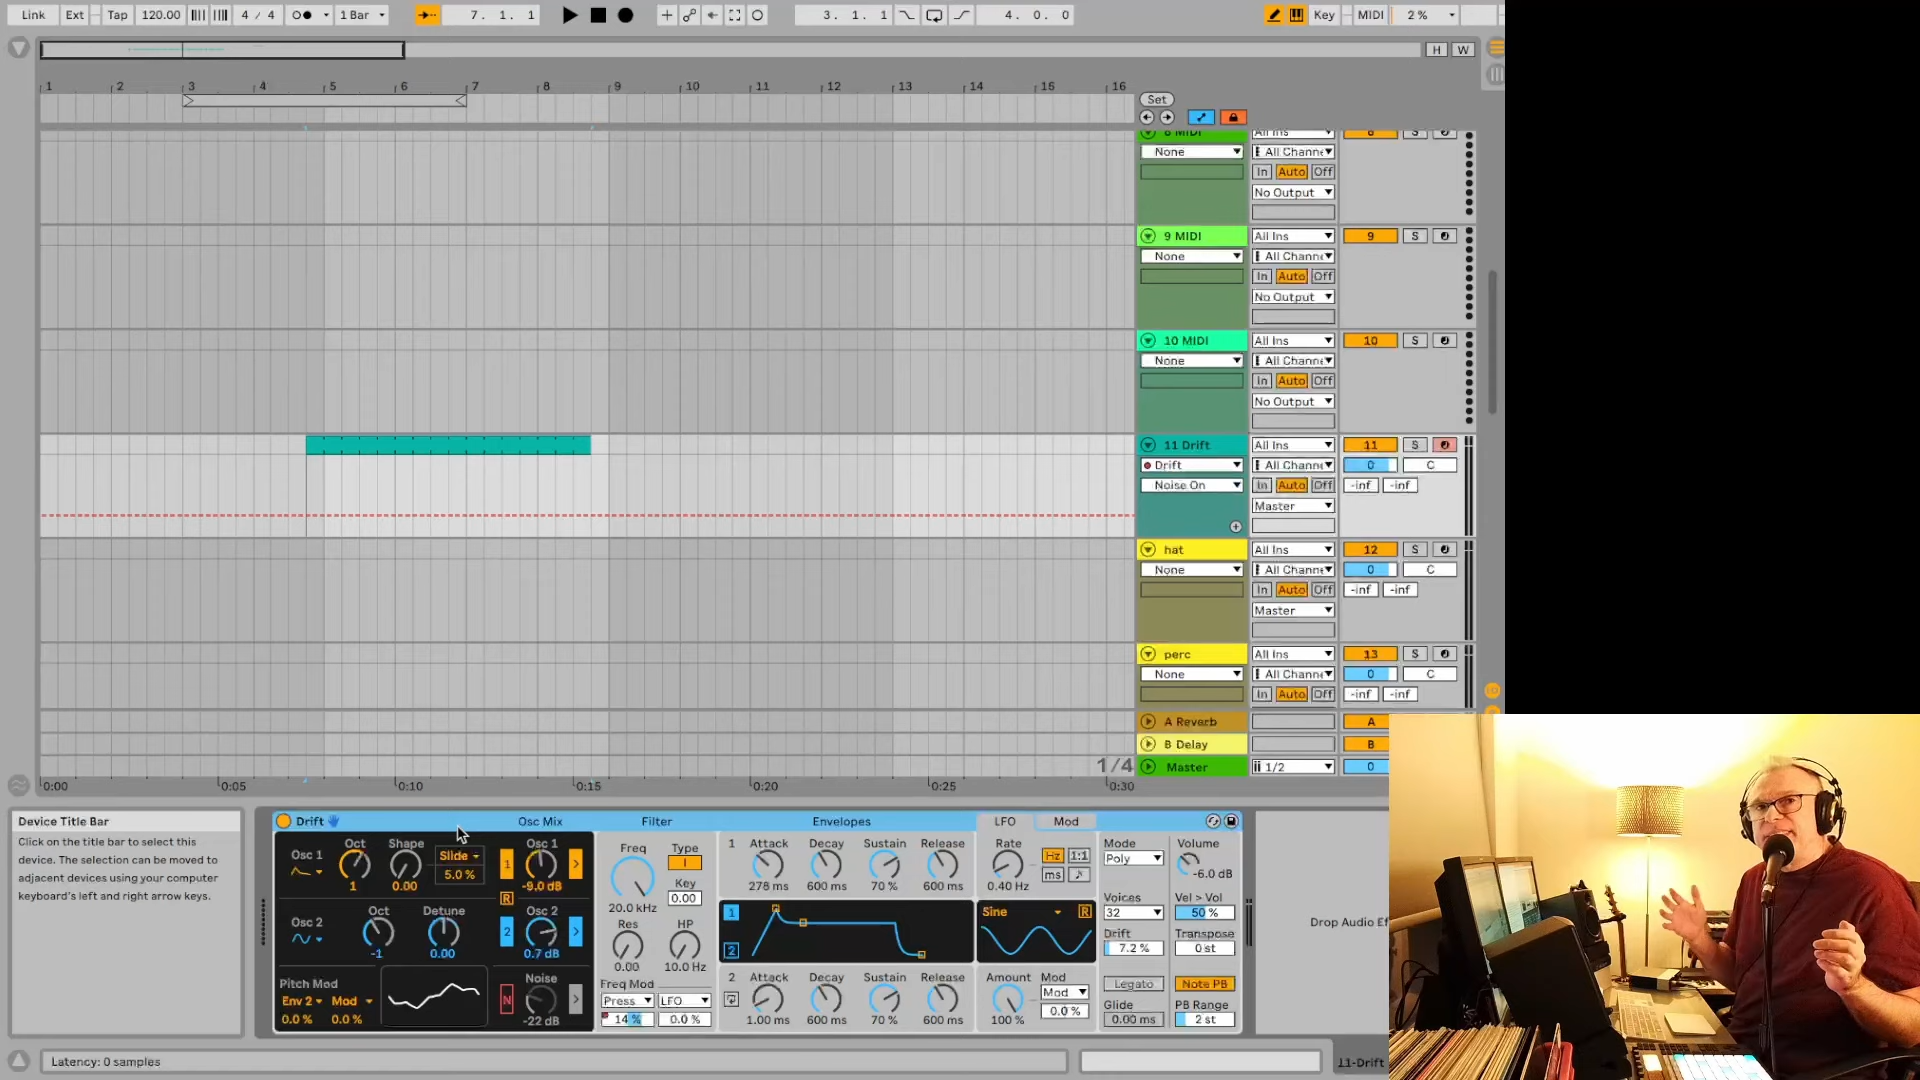 Link Ext Tap 120.00 4 / 4 1 Bar 7. 1. 1 3. 1. 1 4. 0. 0 Key MIDI 2 %
H W
1 2 3 4 5 6 7 8 9 10 11 12 13 14 15 16
Set
8 MIDI All Ins 8 S
None All Channe
In Auto Off
No Output
9 MIDI All Ins 9 S
None All Channe
In Auto Off
No Output
10 MIDI All Ins 10 S
None All Channe
In Auto Off
No Output
11 Drift All Ins 11 S
Drift All Channe 0 C
Noise On In Auto Off -inf -inf
Master
hat All Ins 12 S
None All Channe 0 C
In Auto Off -inf -inf
Master
perc All Ins 13 S
None All Channe 0 C
In Auto Off -inf -inf
A Reverb A
B Delay B
1/4 Master 1/2 0
0:00 0:05 0:10 0:15 0:20 0:25 0:30
Device Title Bar
Click on the title bar to select this
device. The selection can be moved to
adjacent devices using your computer
keyboard's left and right arrow keys.
Drift Osc Mix Filter Envelopes LFO Mod
Osc 1 Oct 1 Shape 0.00 Slide 5.0 %
Osc 2 Oct -1 Detune 0.00
Pitch Mod
Env 2 Mod
0.0 % 0.0 %
1 Osc 1 -9.0 dB
R
2 Osc 2 0.7 dB
N Noise -22 dB
Freq 20.0 kHz Type I Key 0.00
Res 0.00 HP 10.0 Hz
Freq Mod
Press LFO
14 % 0.0 %
1 Attack Decay Sustain Release
278 ms 600 ms 70 % 600 ms
1
2
2 Attack Decay Sustain Release
1.00 ms 600 ms 70 % 600 ms
Rate 0.40 Hz Hz 1:1 ms
Sine R
Amount 100 % Mod Mod 0.0 %
Mode Poly Volume -6.0 dB
Voices 32 Vel > Vol 50 %
Drift 7.2 % Transpose 0 st
Legato Note PB
Glide 0.00 ms PB Range 2 st
Drop Audio Ef
Latency: 0 samples
11-Drift